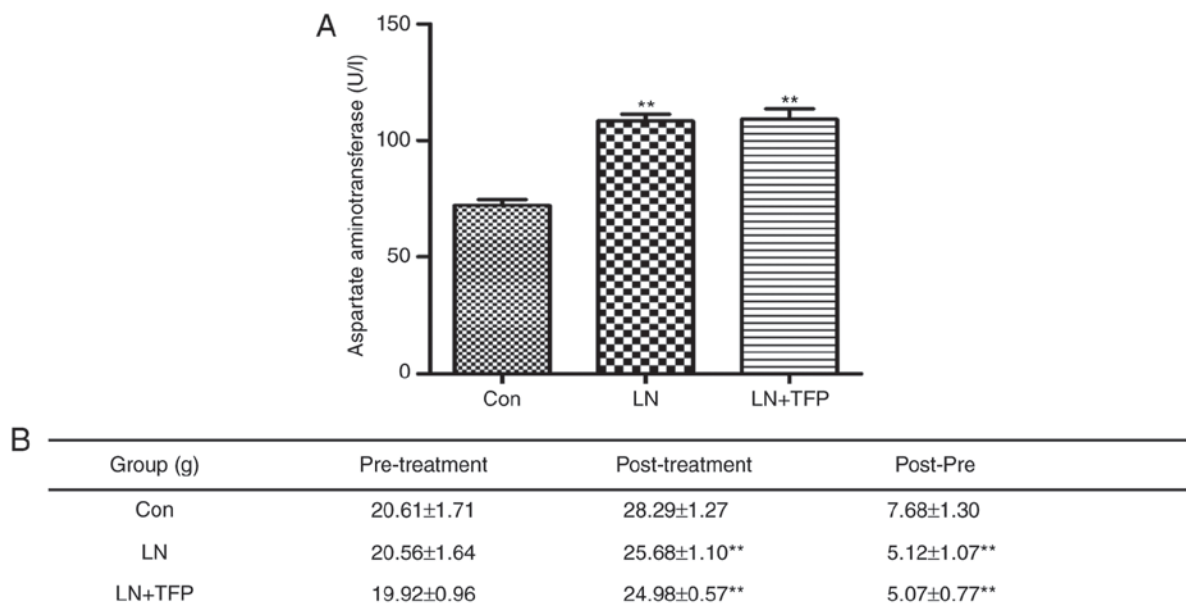 A
Aspartate aminotransferase (U/l)
150
100
50
0
**
**
Con LN LN+TFP
B
Group (g) Pre-treatment Post-treatment Post-Pre
Con 20.61±1.71 28.29±1.27 7.68±1.30
LN 20.56±1.64 25.68±1.10** 5.12±1.07**
LN+TFP 19.92±0.96 24.98±0.57** 5.07±0.77**